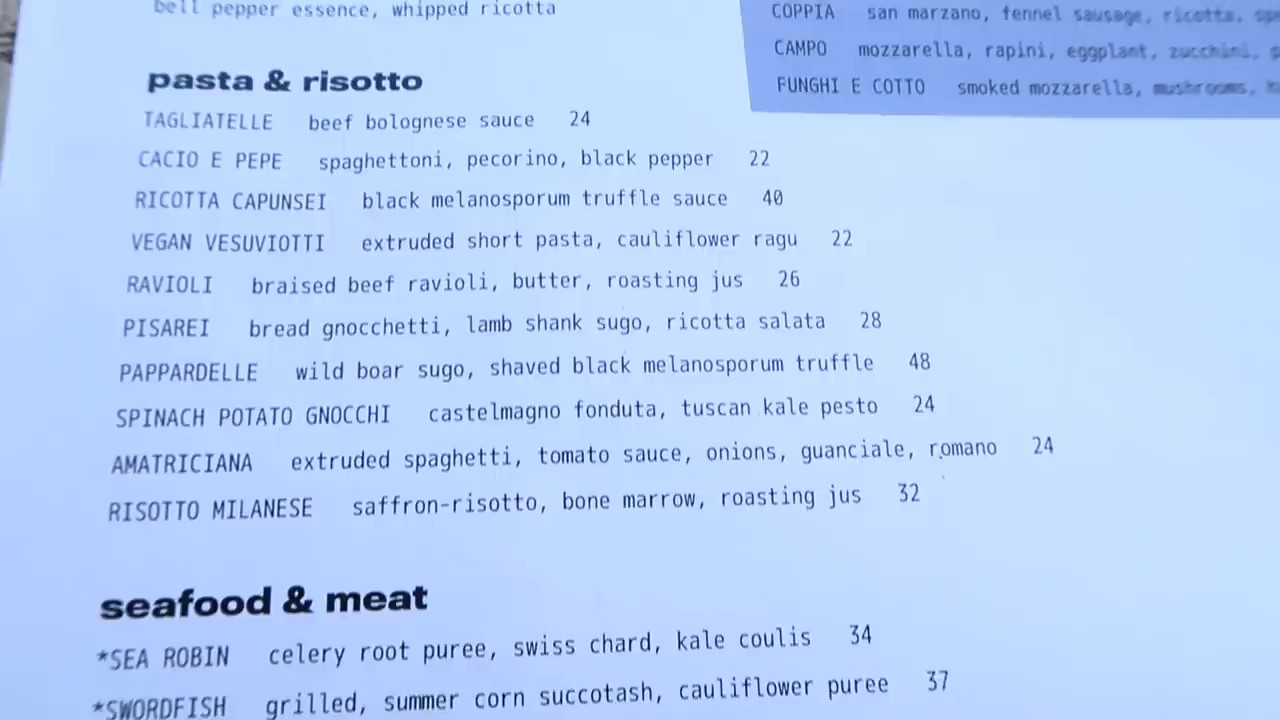 bell pepper essence, whipped ricotta
COPPIA san marzano, fennel sausage, ricotta,
CAMPO mozzarella, rapini, eggplant, zucchini,
FUNGHI E COTTO smoked mozzarella, mushrooms,
pasta & risotto
TAGLIATELLE beef bolognese sauce 24
CACIO E PEPE spaghettoni, pecorino, black pepper 22
RICOTTA CAPUNSEI black melanosporum truffle sauce 40
VEGAN VESUVIOTTI extruded short pasta, cauliflower ragu 22
RAVIOLI braised beef ravioli, butter, roasting jus 26
PISAREI bread gnocchetti, lamb shank sugo, ricotta salata 28
PAPPARDELLE wild boar sugo, shaved black melanosporum truffle 48
SPINACH POTATO GNOCCHI castelmagno fonduta, tuscan kale pesto 24
AMATRICIANA extruded spaghetti, tomato sauce, onions, guanciale, romano 24
RISOTTO MILANESE saffron-risotto, bone marrow, roasting jus 32
seafood & meat
*SEA ROBIN celery root puree, swiss chard, kale coulis 34
*SWORDFISH grilled, summer corn succotash, cauliflower puree 37